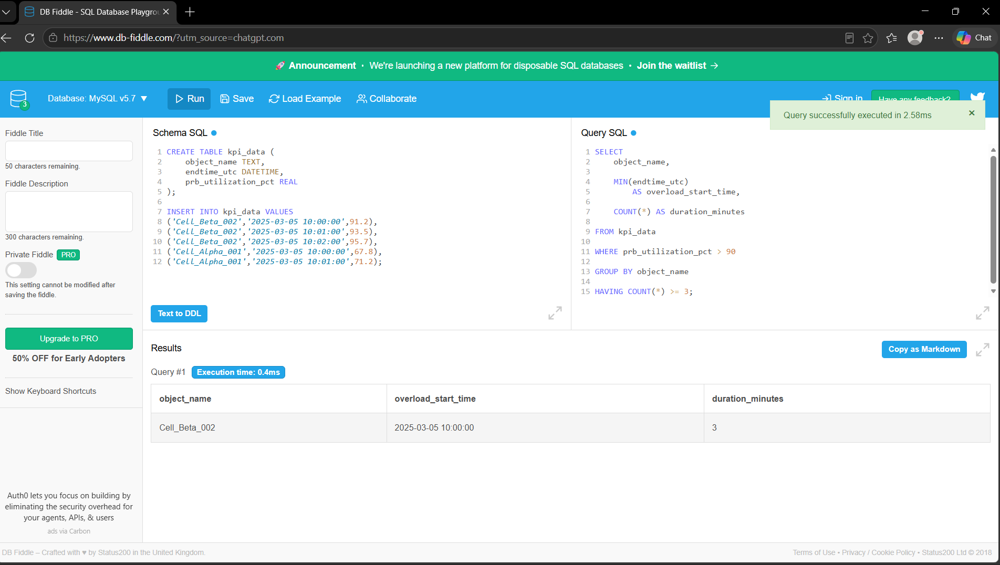 DB Fiddle - SQL Database Playgrou
https://www.db-fiddle.com/?utm_source=chatgpt.com
Chat
🚀 Announcement · We're launching a new platform for disposable SQL databases · Join the waitlist →
3
Database: MySQL v5.7 ▼
Run
Save
Load Example
Collaborate
Sign in
Have any feedback?
Query successfully executed in 2.58ms
Fiddle Title
50 characters remaining.
Fiddle Description
300 characters remaining.
Private Fiddle PRO
This setting cannot be modified after
saving the fiddle.
Upgrade to PRO
50% OFF for Early Adopters
Show Keyboard Shortcuts
Auth0 lets you focus on building by
eliminating the security overhead for
your agents, APIs, & users
ads via Carbon
Schema SQL
1 CREATE TABLE kpi_data (
2     object_name TEXT,
3     endtime_utc DATETIME,
4     prb_utilization_pct REAL
5 );
6
7 INSERT INTO kpi_data VALUES
8 ('Cell_Beta_002','2025-03-05 10:00:00',91.2),
9 ('Cell_Beta_002','2025-03-05 10:01:00',93.5),
10 ('Cell_Beta_002','2025-03-05 10:02:00',95.7),
11 ('Cell_Alpha_001','2025-03-05 10:00:00',67.8),
12 ('Cell_Alpha_001','2025-03-05 10:01:00',71.2);
Text to DDL
Query SQL
1 SELECT
2     object_name,
3
4     MIN(endtime_utc)
5         AS overload_start_time,
6
7     COUNT(*) AS duration_minutes
8
9 FROM kpi_data
10
11 WHERE prb_utilization_pct > 90
12
13 GROUP BY object_name
14
15 HAVING COUNT(*) >= 3;
Results
Copy as Markdown
Query #1 Execution time: 0.4ms
object_name overload_start_time duration_minutes
Cell_Beta_002 2025-03-05 10:00:00 3
DB Fiddle – Crafted with ♥ by Status200 in the United Kingdom.
Terms of Use • Privacy / Cookie Policy • Status200 Ltd © 2018